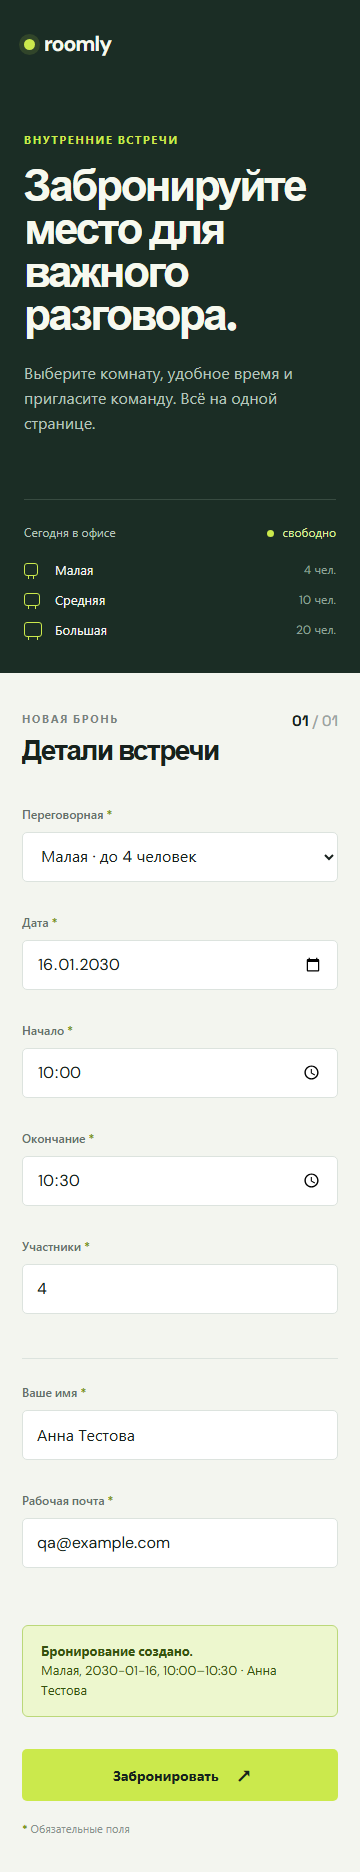 roomly
ВНУТРЕННИЕ ВСТРЕЧИ
Забронируйте
место для
важного
разговора.
Выберите комнату, удобное время и
пригласите команду. Всё на одной
странице.
Сегодня в офисе
свободно
Малая
4 чел.
Средняя
10 чел.
Большая
20 чел.
НОВАЯ БРОНЬ
01 / 01
Детали встречи
Переговорная *
Малая · до 4 человек
Дата *
16.01.2030
Начало *
10:00
Окончание *
10:30
Участники *
4
Ваше имя *
Анна Тестова
Рабочая почта *
qa@example.com
Бронирование создано.
Малая, 2030-01-16, 10:00–10:30 · Анна
Тестова
Забронировать ↗
* Обязательные поля